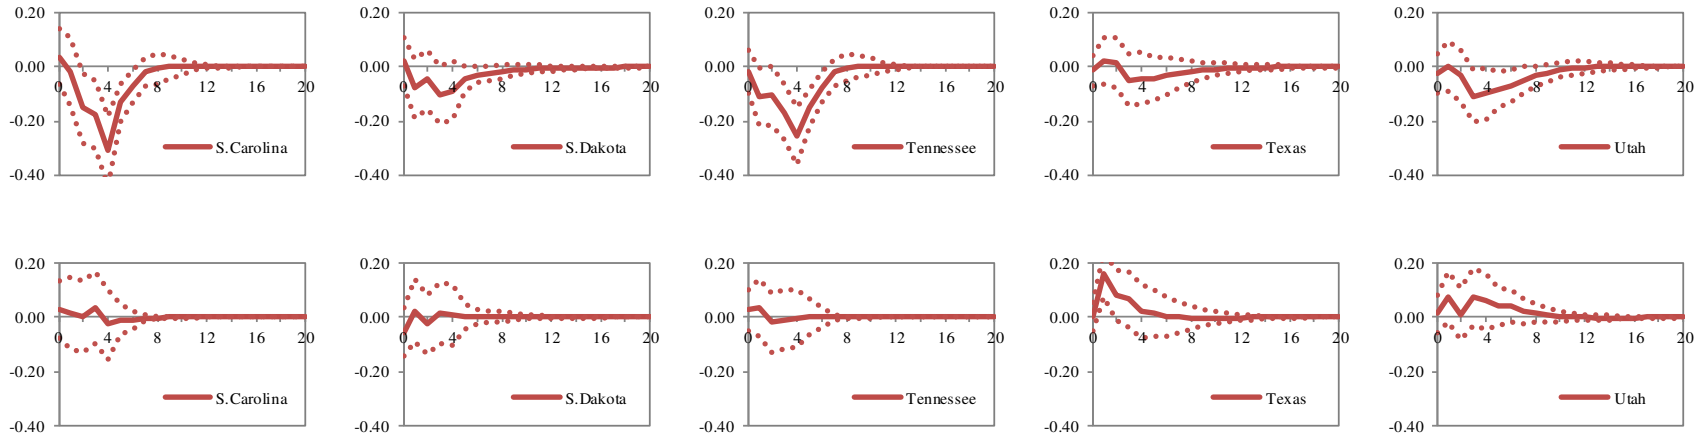 0.20 0.20 0.20 0.20 0.20
0.00 0.00 0.00 0.00 0.00
0 4 8 12 16 20 0 4 8 12 16 20 0 4 8 12 16 20 0 4 8 12 16 20 0 4 8 12 16 20
-0.20 -0.20 -0.20 -0.20 -0.20
S.Carolina S.Dakota Tennessee Texas Utah
-0.40 -0.40 -0.40 -0.40 -0.40
0.20 0.20 0.20 0.20 0.20
0.00 0.00 0.00 0.00 0.00
0 4 8 12 16 20 0 4 8 12 16 20 0 4 8 12 16 20 0 4 8 12 16 20 0 4 8 12 16 20
-0.20 -0.20 -0.20 -0.20 -0.20
S.Carolina S.Dakota Tennessee Texas Utah
-0.40 -0.40 -0.40 -0.40 -0.40